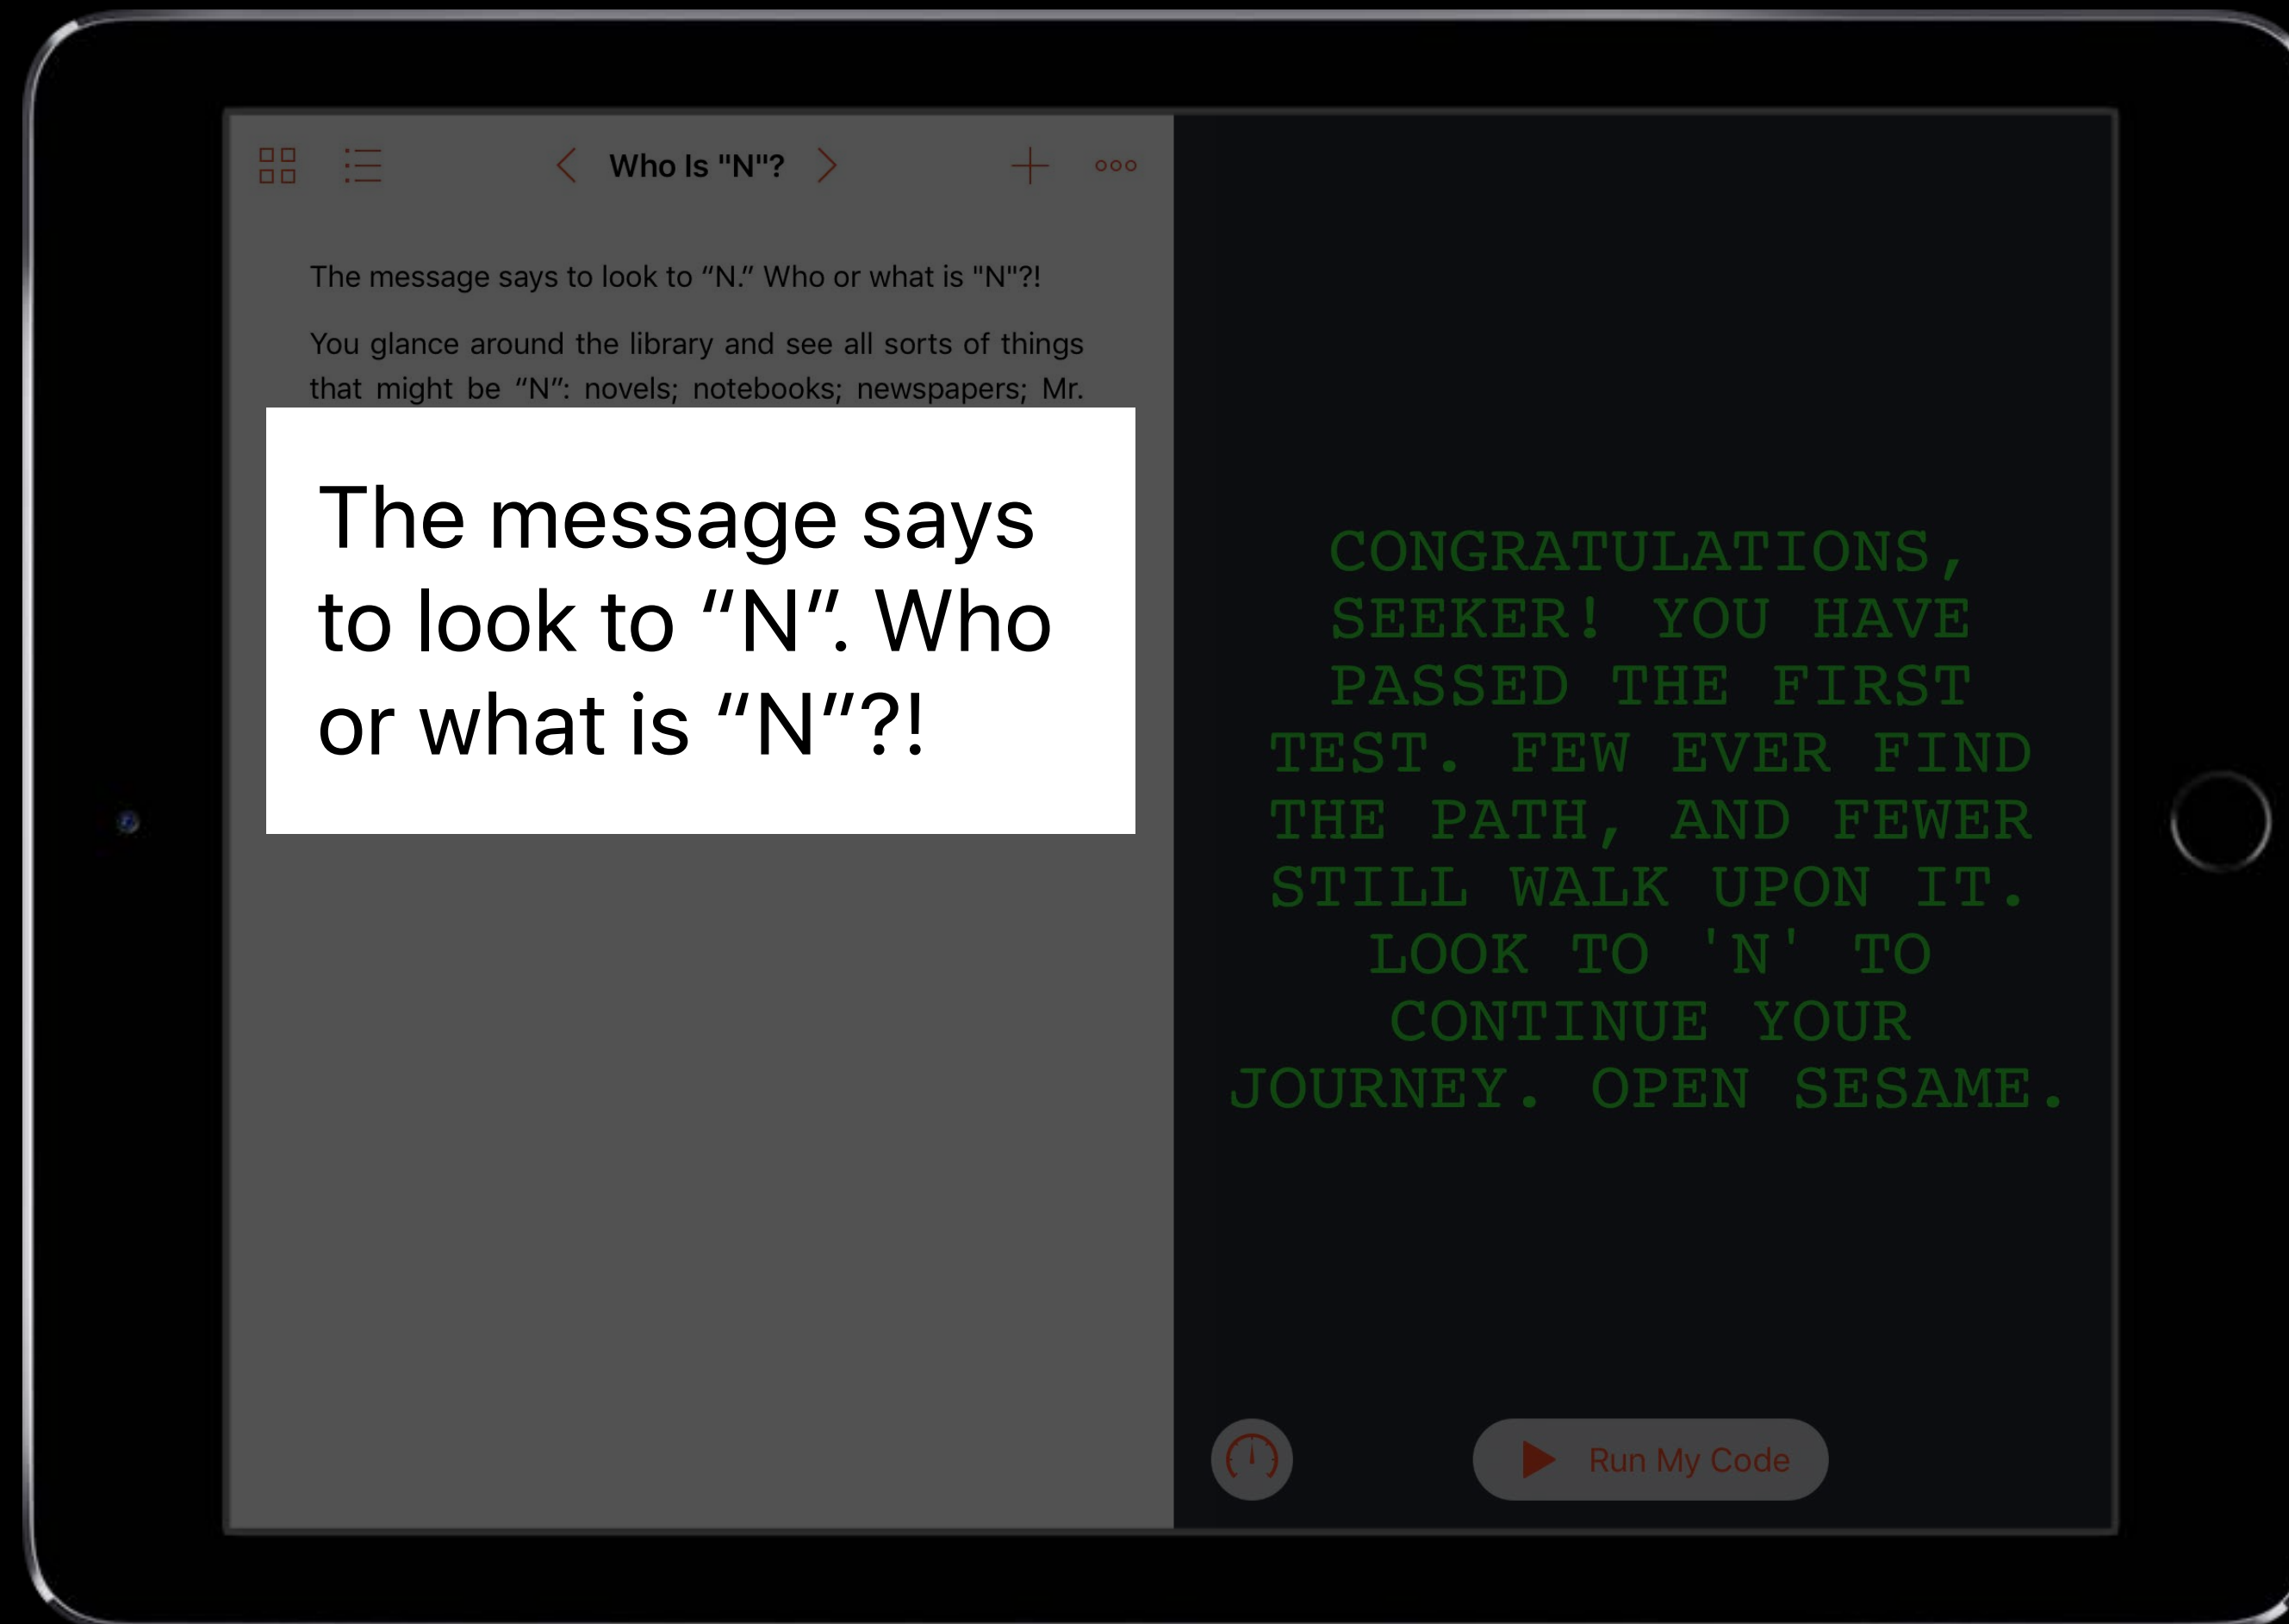 Who Is "N"?
The message says to look to “N.” Who or what is "N"?!
You glance around the library and see all sorts of things
that might be “N”: novels; notebooks; newspapers; Mr.
The message says
to look to “N”. Who
or what is “N”?!
CONGRATULATIONS,
SEEKER! YOU HAVE
PASSED THE FIRST
TEST. FEW EVER FIND
THE PATH, AND FEWER
STILL WALK UPON IT.
LOOK TO 'N' TO
CONTINUE YOUR
JOURNEY. OPEN SESAME.
Run My Code